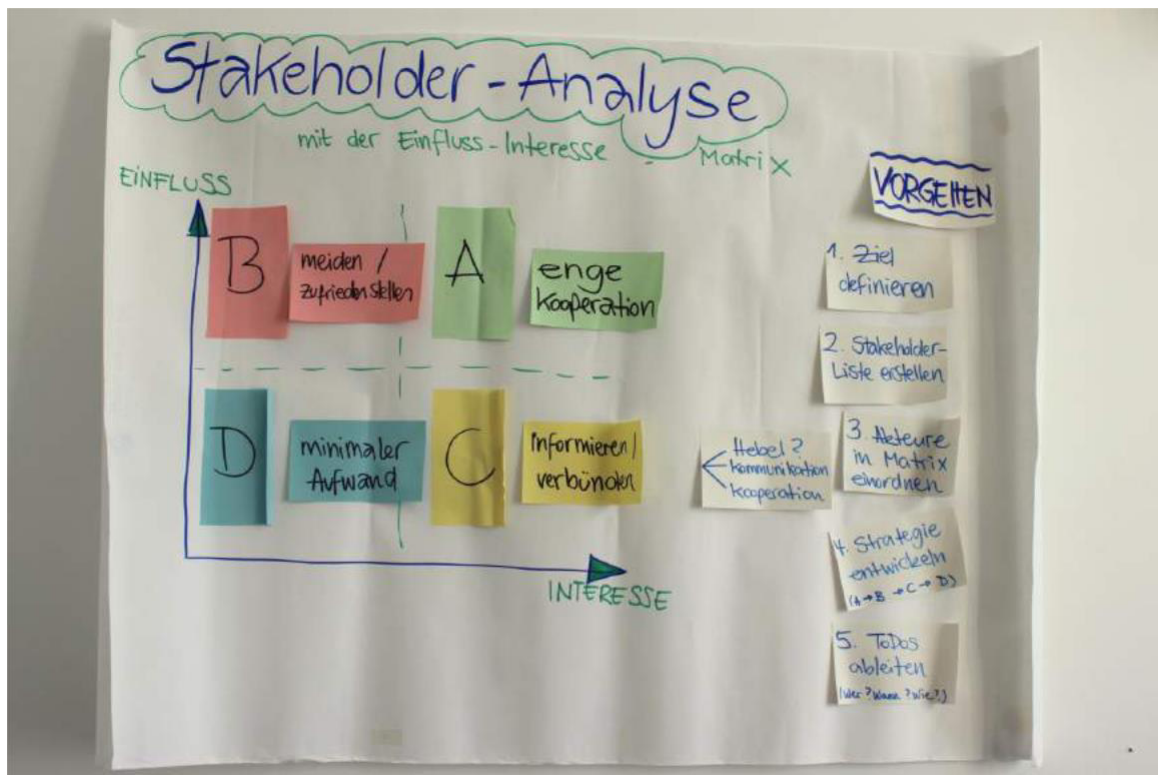 Stakeholder-Analyse
mit der Einfluss-Interesse Matrix
EINFLUSS
B
meiden /
zufriedenstellen
A
enge
Kooperation
D
minimaler
Aufwand
C
informieren/
verbünden
INTERESSE
Hebel?
Kommunikation
Kooperation
VORGEHEN
1. Ziel
definieren
2. Stakeholder-
Liste erstellen
3. Akteure
in Matrix
einordnen
4. Strategie
entwickeln
(A→B→C→D)
5. ToDos
ableiten
(Wer? Wann? Wie?)